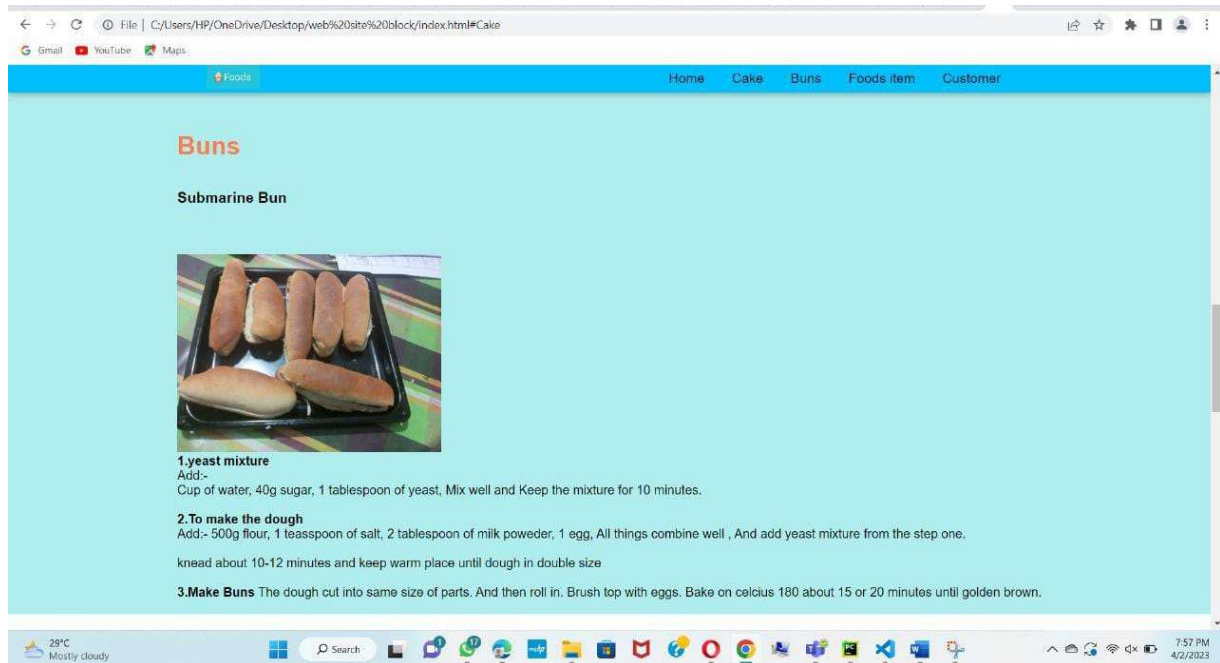 File | C:/Users/HP/OneDrive/Desktop/web%20site%20block/index.html#Cake
Gmail YouTube Maps
Foods Home Cake Buns Foods item Customer
Buns
Submarine Bun
1.yeast mixture
Add:-
Cup of water, 40g sugar, 1 tablespoon of yeast, Mix well and Keep the mixture for 10 minutes.
2.To make the dough
Add:- 500g flour, 1 teasspoon of salt, 2 tablespoon of milk poweder, 1 egg, All things combine well , And add yeast mixture from the step one.
knead about 10-12 minutes and keep warm place until dough in double size
3.Make Buns The dough cut into same size of parts. And then roll in. Brush top with eggs. Bake on celcius 180 about 15 or 20 minutes until golden brown.
29°C Search 17 7:57 PM
Mostly cloudy 4/2/2023